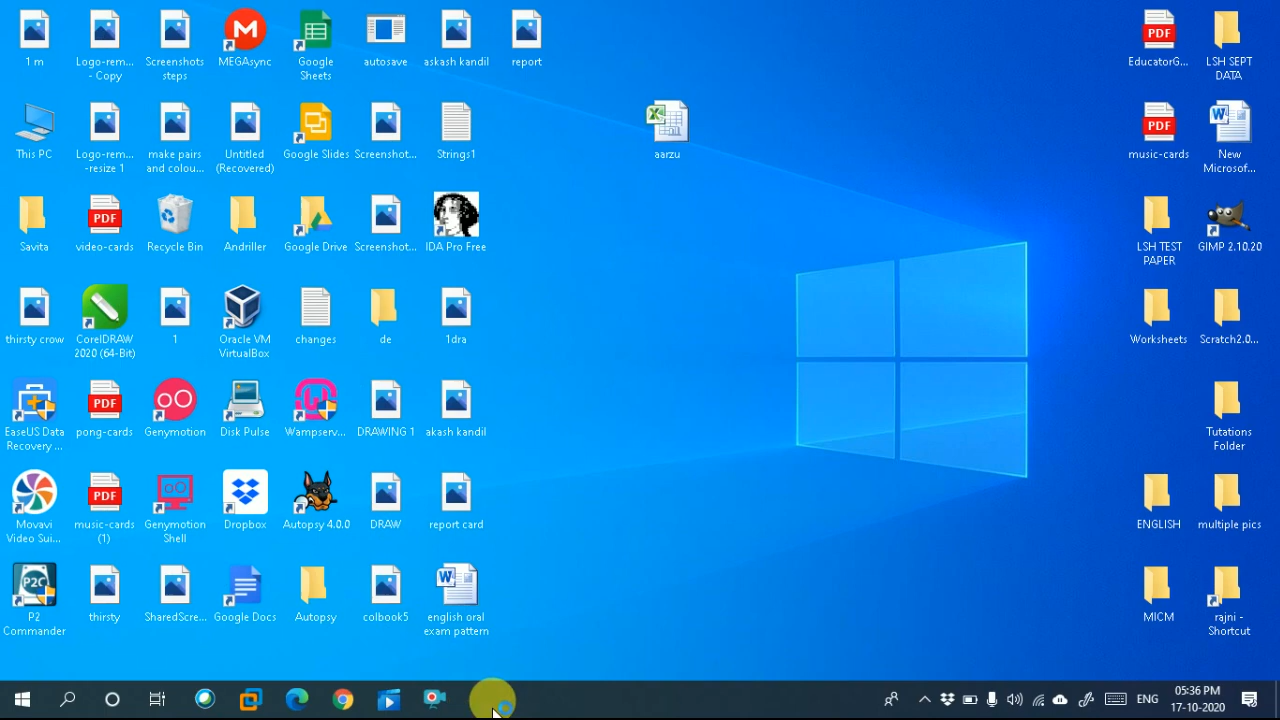 1 m
Logo-rem...
- Copy
Screenshots
steps
MEGAsync
Google
Sheets
autosave
askash kandil
report
PDF
EducatorG...
LSH SEPT
DATA
This PC
Logo-rem...
-resize 1
make pairs
and colou...
Untitled
(Recovered)
Google Slides
Screenshot...
Strings1
aarzu
PDF
music-cards
New
Microsof...
Savita
PDF
video-cards
Recycle Bin
Andriller
Google Drive
Screenshot...
IDA Pro Free
LSH TEST
PAPER
GIMP 2.10.20
thirsty crow
CorelDRAW
2020 (64-Bit)
1
Oracle VM
VirtualBox
changes
de
1dra
Worksheets
Scratch2.0...
EaseUS Data
Recovery ...
PDF
pong-cards
Genymotion
Disk Pulse
Wampserv...
DRAWING 1
akash kandil
Tutations
Folder
Movavi
Video Sui...
PDF
music-cards
(1)
Genymotion
Shell
Dropbox
Autopsy 4.0.0
DRAW
report card
ENGLISH
multiple pics
P2C
P2
Commander
thirsty
SharedScre...
Google Docs
Autopsy
colbook5
english oral
exam pattern
MICM
rajni -
Shortcut
ENG
05:36 PM
17-10-2020